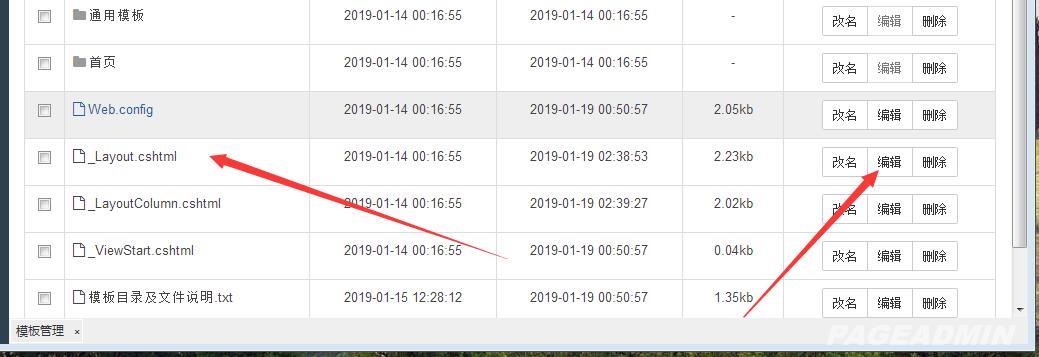 通用模板 2019-01-14 00:16:55 2019-01-14 00:16:55 - 改名 编辑 删除
首页 2019-01-14 00:16:55 2019-01-14 00:16:55 - 改名 编辑 删除
Web.config 2019-01-14 00:16:55 2019-01-19 00:50:57 2.05kb 改名 编辑 删除
_Layout.cshtml 2019-01-14 00:16:55 2019-01-19 02:38:53 2.23kb 改名 编辑 删除
_LayoutColumn.cshtml 2019-01-14 00:16:55 2019-01-19 02:39:27 2.02kb 改名 编辑 删除
_ViewStart.cshtml 2019-01-14 00:16:55 2019-01-19 00:50:57 0.04kb 改名 编辑 删除
模板目录及文件说明.txt 2019-01-15 12:28:12 2019-01-19 00:50:57 1.35kb 改名 编辑 删除
模板管理 ×
PAGEADMIN